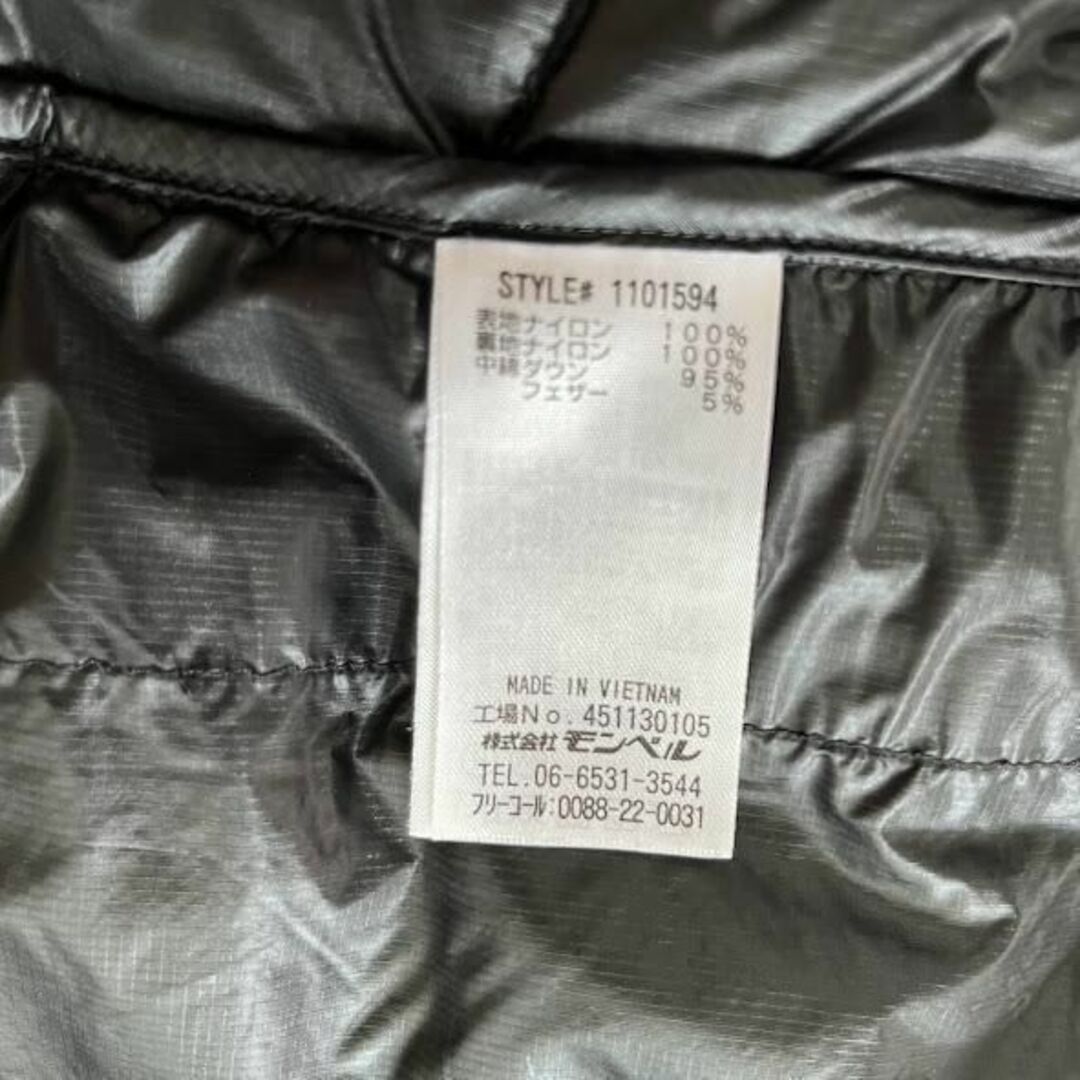 STYLE# 1101594
表地ナイロン 100%
裏地ナイロン 100%
中綿ダウン 95%
フェザー 5%
MADE IN VIETNAM
工場No. 451130105
株式会社モンベル
TEL.06-6531-3544
フリーコール:0088-22-0031